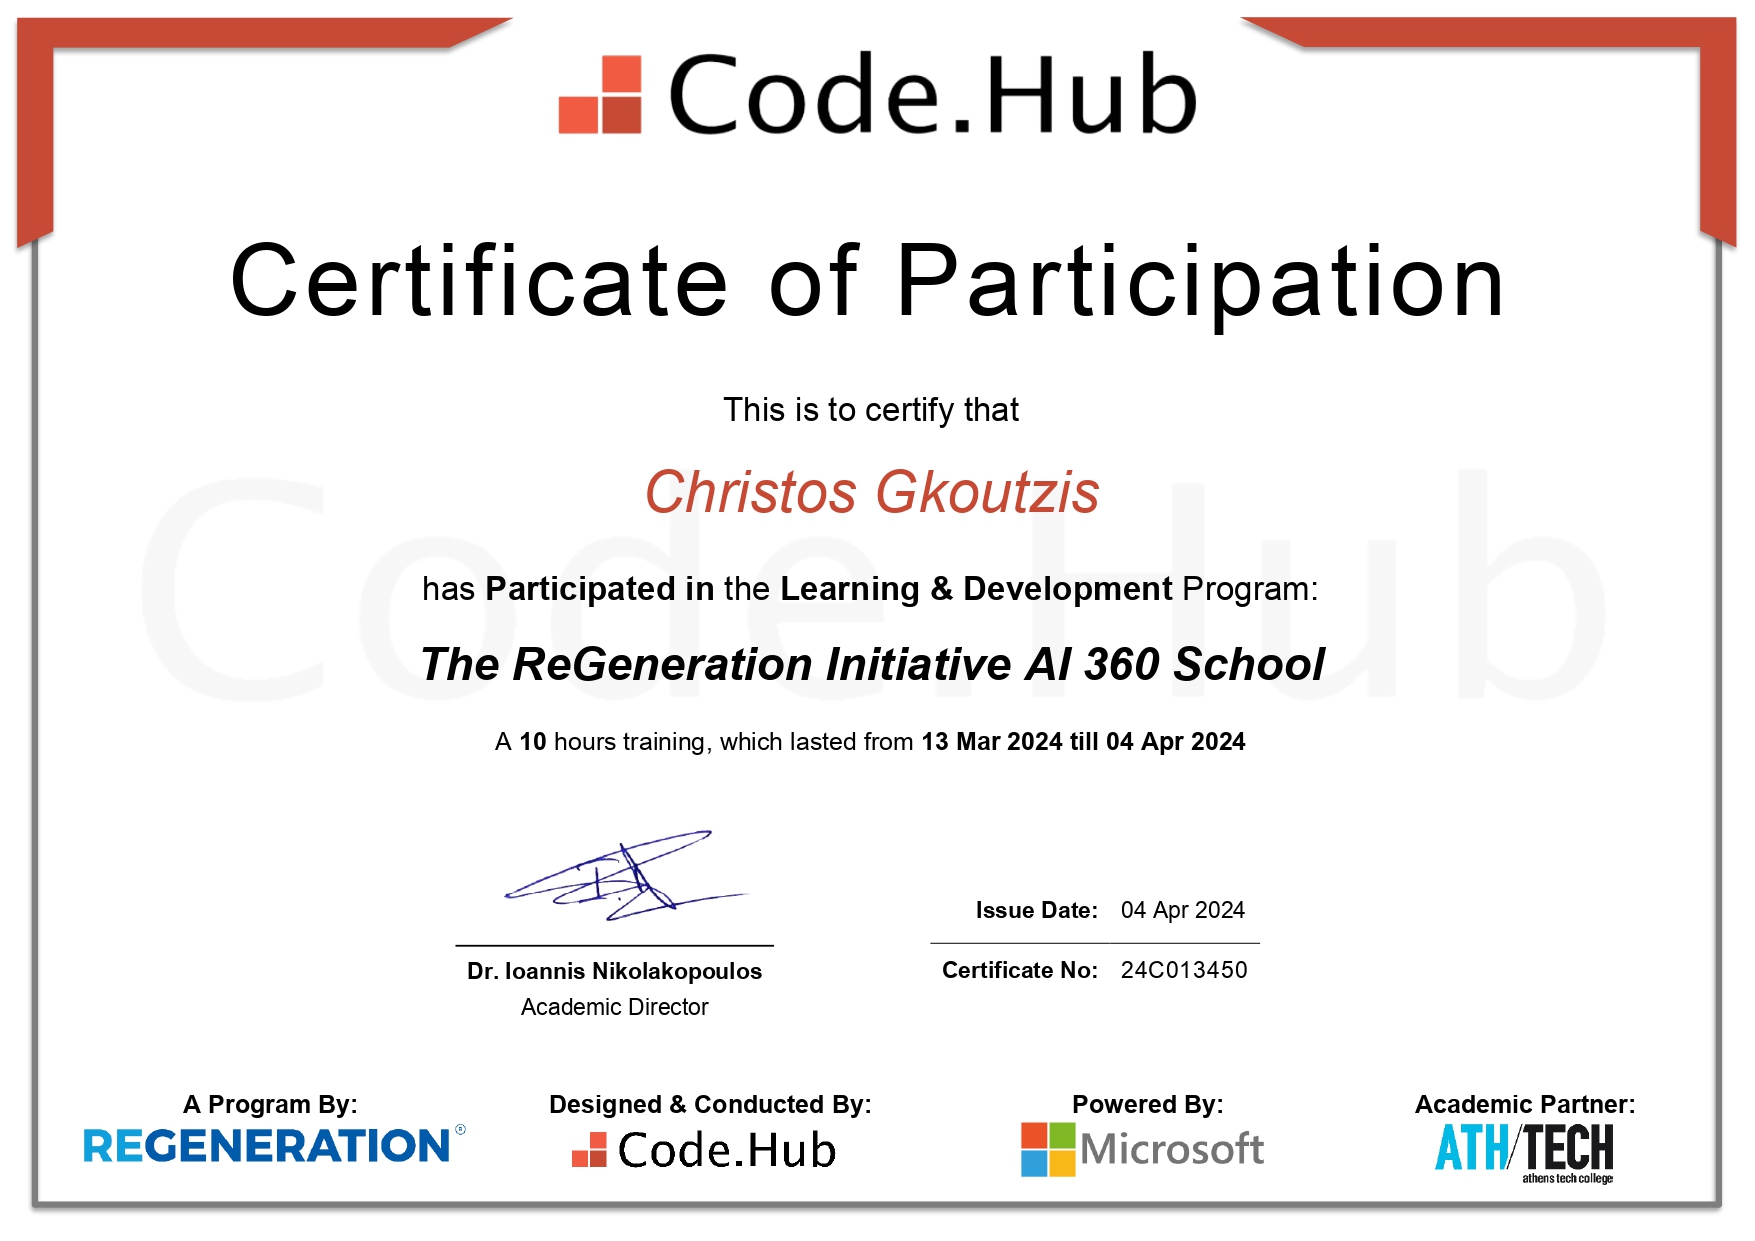 Code.Hub
Certificate of Participation
This is to certify that
Christos Gkoutzis
has Participated in the Learning & Development Program:
The ReGeneration Initiative AI 360 School
A 10 hours training, which lasted from 13 Mar 2024 till 04 Apr 2024
Dr. Ioannis Nikolakopoulos
Academic Director
Issue Date: 04 Apr 2024
Certificate No: 24C013450
A Program By:
REGENERATION®
Designed & Conducted By:
Code.Hub
Powered By:
Microsoft
Academic Partner:
ATH/TECH
athens tech college
Code.Hub